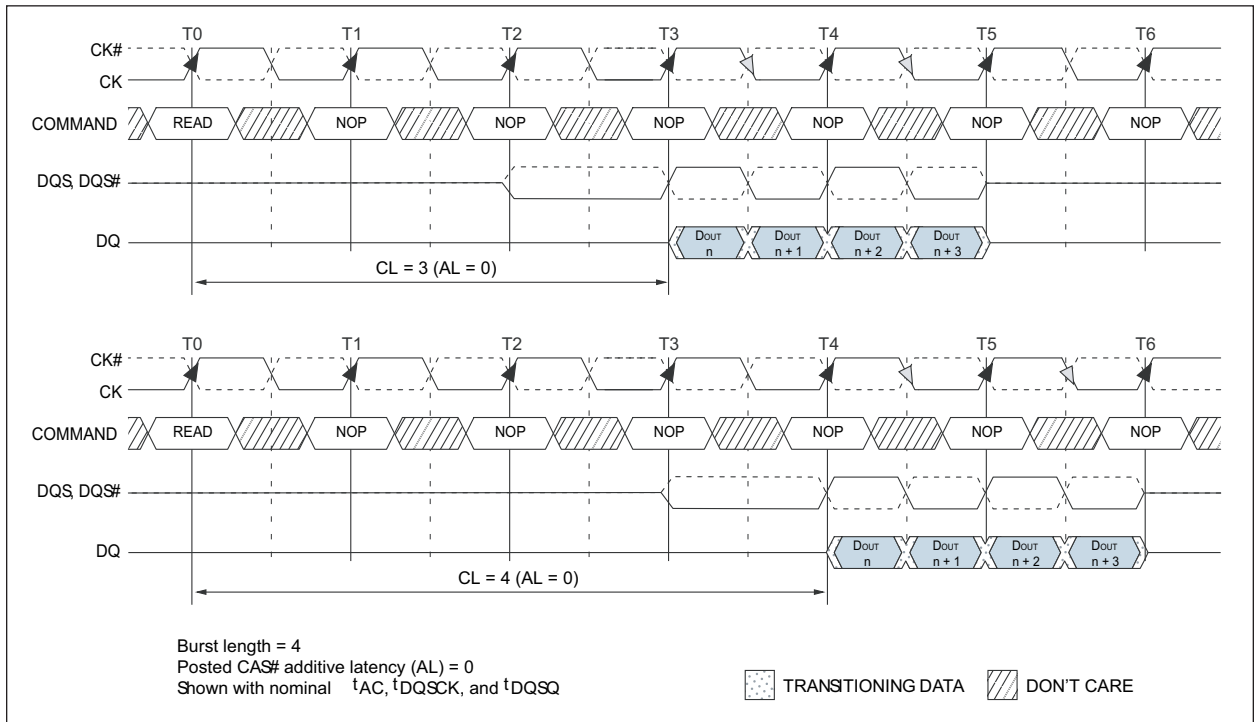 T0 T1 T2 T3 T4 T5 T6
CK#
CK
COMMAND READ NOP NOP NOP NOP NOP NOP
DQS, DQS#
DQ DOUT n DOUT n + 1 DOUT n + 2 DOUT n + 3
CL = 3 (AL = 0)
T0 T1 T2 T3 T4 T5 T6
CK#
CK
COMMAND READ NOP NOP NOP NOP NOP NOP
DQS, DQS#
DQ DOUT n DOUT n + 1 DOUT n + 2 DOUT n + 3
CL = 4 (AL = 0)
Burst length = 4
Posted CAS# additive latency (AL) = 0
Shown with nominal tAC, tDQSCK, and tDQSQ
TRANSITIONING DATA DON'T CARE